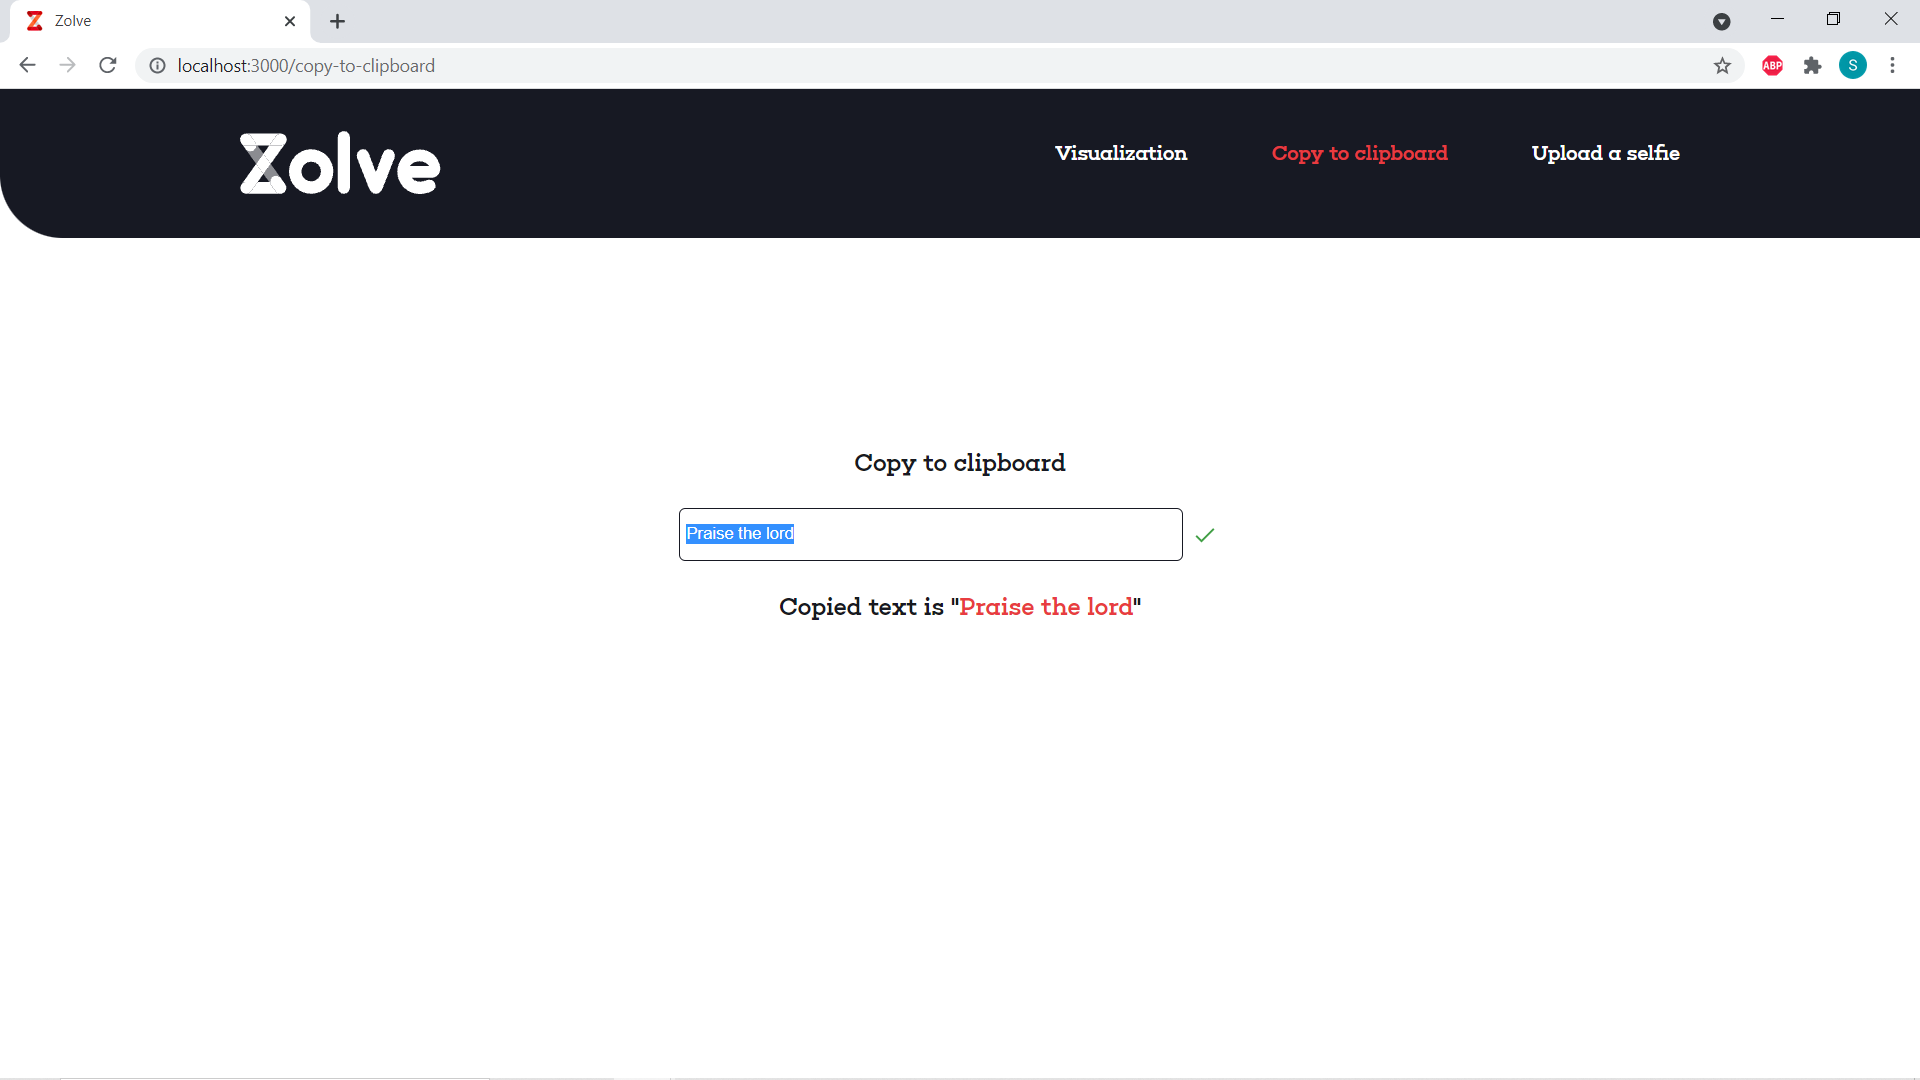 Zolve
localhost:3000/copy-to-clipboard
ABP
S
Zolve
Visualization
Copy to clipboard
Upload a selfie
Copy to clipboard
Praise the lord
Copied text is "Praise the lord"